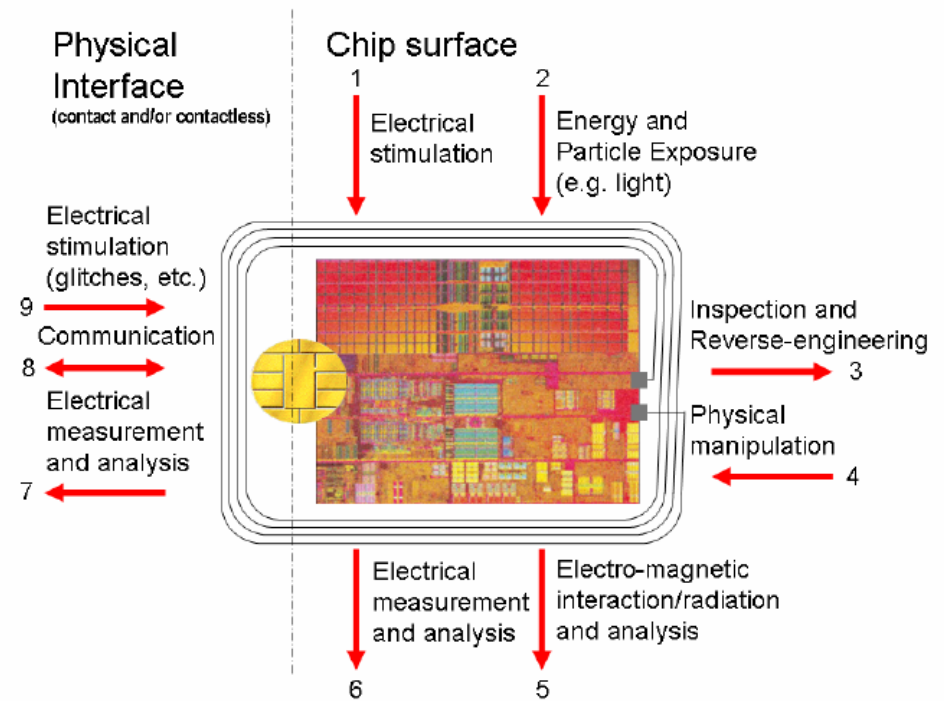 Physical
Interface
(contact and/or contactless)
Chip surface
1
Electrical
stimulation
2
Energy and
Particle Exposure
(e.g. light)
Electrical
stimulation
(glitches, etc.)
9
Communication
8
Electrical
measurement
and analysis
7
Inspection and
Reverse-engineering
3
Physical
manipulation
4
Electrical
measurement
and analysis
6
Electro-magnetic
interaction/radiation
and analysis
5